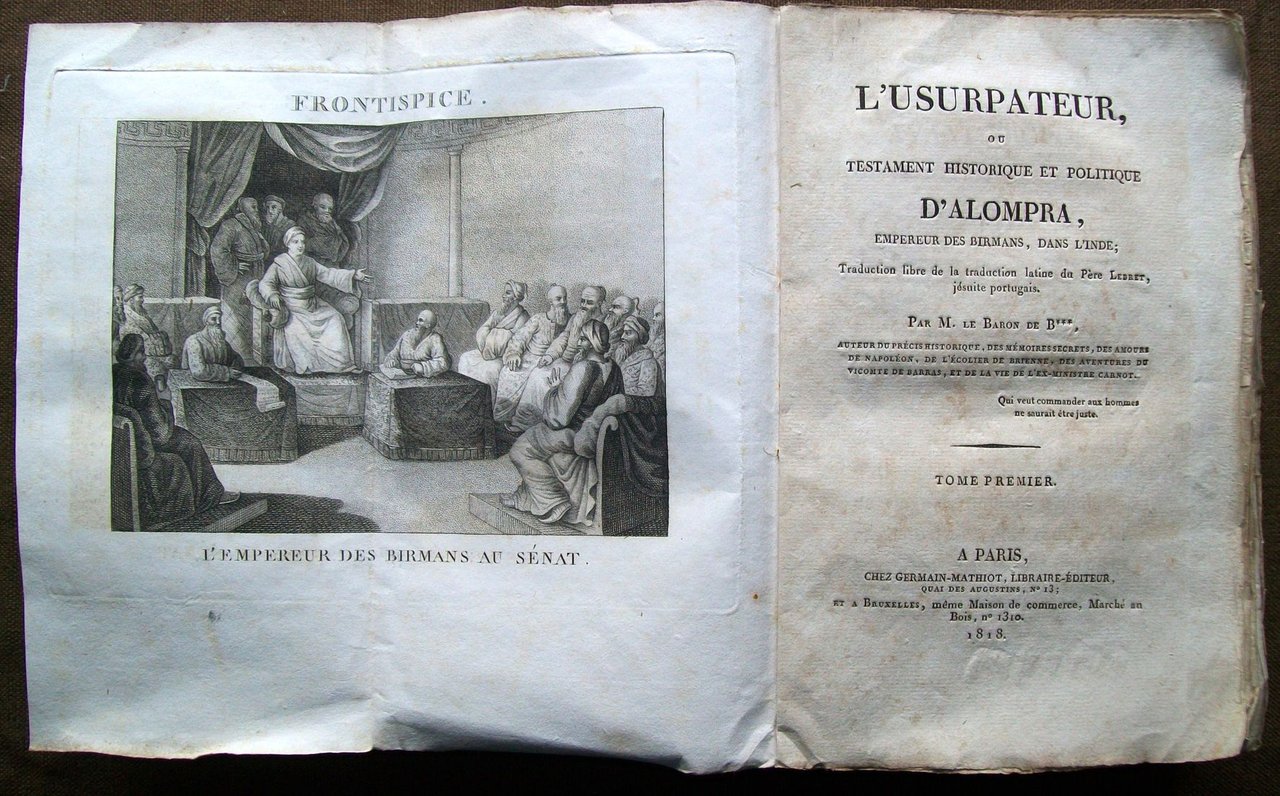 FRONTISPICE.
L'EMPEREUR DES BIRMANS AU SÉNAT.
L'USURPATEUR,
OU
TESTAMENT HISTORIQUE ET POLITIQUE
D'ALOMPRA,
EMPEREUR DES BIRMANS, DANS L'INDE;
Traduction libre de la traduction latine du Père LEDRET,
jésuite portugais.
PAR M. LE BARON DE B***,
AUTEUR DU PRÉCIS HISTORIQUE, DES MÉMOIRES SECRETS, DES AMOURS
DE NAPOLÉON, DE L'ÉCOLIER DE BRIENNE, DES AVENTURES DU
VICOMTE DE BARRAS, ET DE LA VIE DE L'EX-MINISTRE CARNOT.
Qui veut commander aux hommes
ne saurait être juste.
TOME PREMIER.
A PARIS,
CHEZ GERMAIN-MATHIOT, LIBRAIRE-ÉDITEUR,
QUAI DES AUGUSTINS, N° 13;
ET A BRUXELLES, même Maison de commerce, Marché au
Bois, n° 1310.
1818.